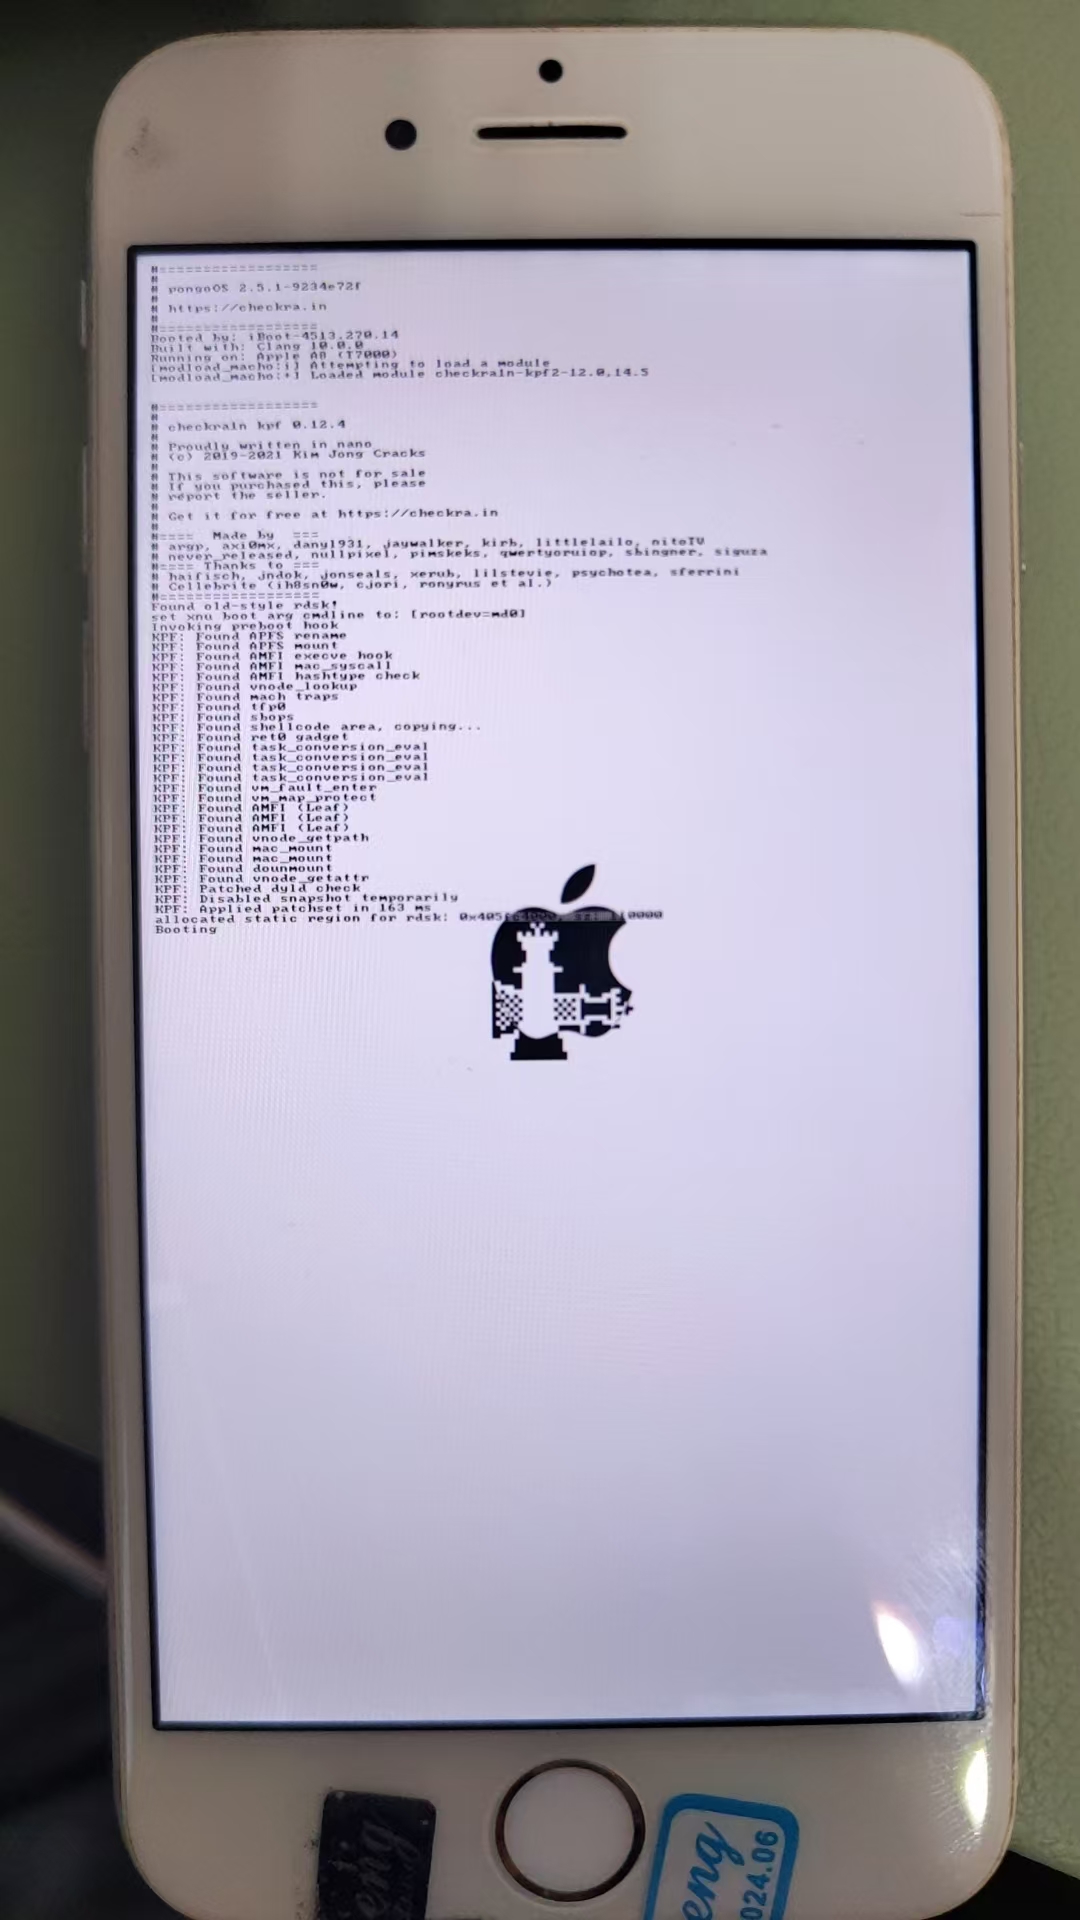 #==================
#
# pongoOS 2.5.1-9234e72f
#
# https://checkra.in
#
#==================
Booted by: iBoot-4513.270.14
Built with: Clang 10.0.0
Running on: Apple A8 (T7000)
[modload_macho:i] Attempting to load a module
[modload_macho:+] Loaded module checkra1n-kpf2-12.0,14.5
#==================
#
# checkra1n kpf 0.12.4
#
# Proudly written in nano
# (c) 2019-2021 Kim Jong Cracks
#
# This software is not for sale
# If you purchased this, please
# report the seller.
#
# Get it for free at https://checkra.in
#
#==== Made by ===
# argp, axi0mx, danyl931, jaywalker, kirb, littlelailo, nitoTV
# never_released, nullpixel, pimskeks, qwertyoruiop, sbingner, siguza
#==== Thanks to ===
# haifisch, jndok, jonseals, xerub, lilstevie, psychotea, sferrini
# Cellebrite (ih8sn0w, cjori, ronyrus et al.)
#==================
Found old-style rdsk!
set xnu boot arg cmdline to: [rootdev=md0]
Invoking preboot hook
KPF: Found APFS rename
KPF: Found APFS mount
KPF: Found AMFI execve hook
KPF: Found AMFI mac_syscall
KPF: Found AMFI hashtype check
KPF: Found vnode_lookup
KPF: Found mach traps
KPF: Found tfp0
KPF: Found sbops
KPF: Found shellcode area, copying...
KPF: Found ret0 gadget
KPF: Found task_conversion_eval
KPF: Found task_conversion_eval
KPF: Found task_conversion_eval
KPF: Found task_conversion_eval
KPF: Found vm_fault_enter
KPF: Found vm_map_protect
KPF: Found AMFI (Leaf)
KPF: Found AMFI (Leaf)
KPF: Found AMFI (Leaf)
KPF: Found vnode_getpath
KPF: Found mac_mount
KPF: Found mac_mount
KPF: Found dounmount
KPF: Found vnode_getattr
KPF: Patched dyld check
KPF: Disabled snapshot temporarily
KPF: Applied patchset in 163 ms
allocated static region for rdsk:
Booting
eng
eng
024.06